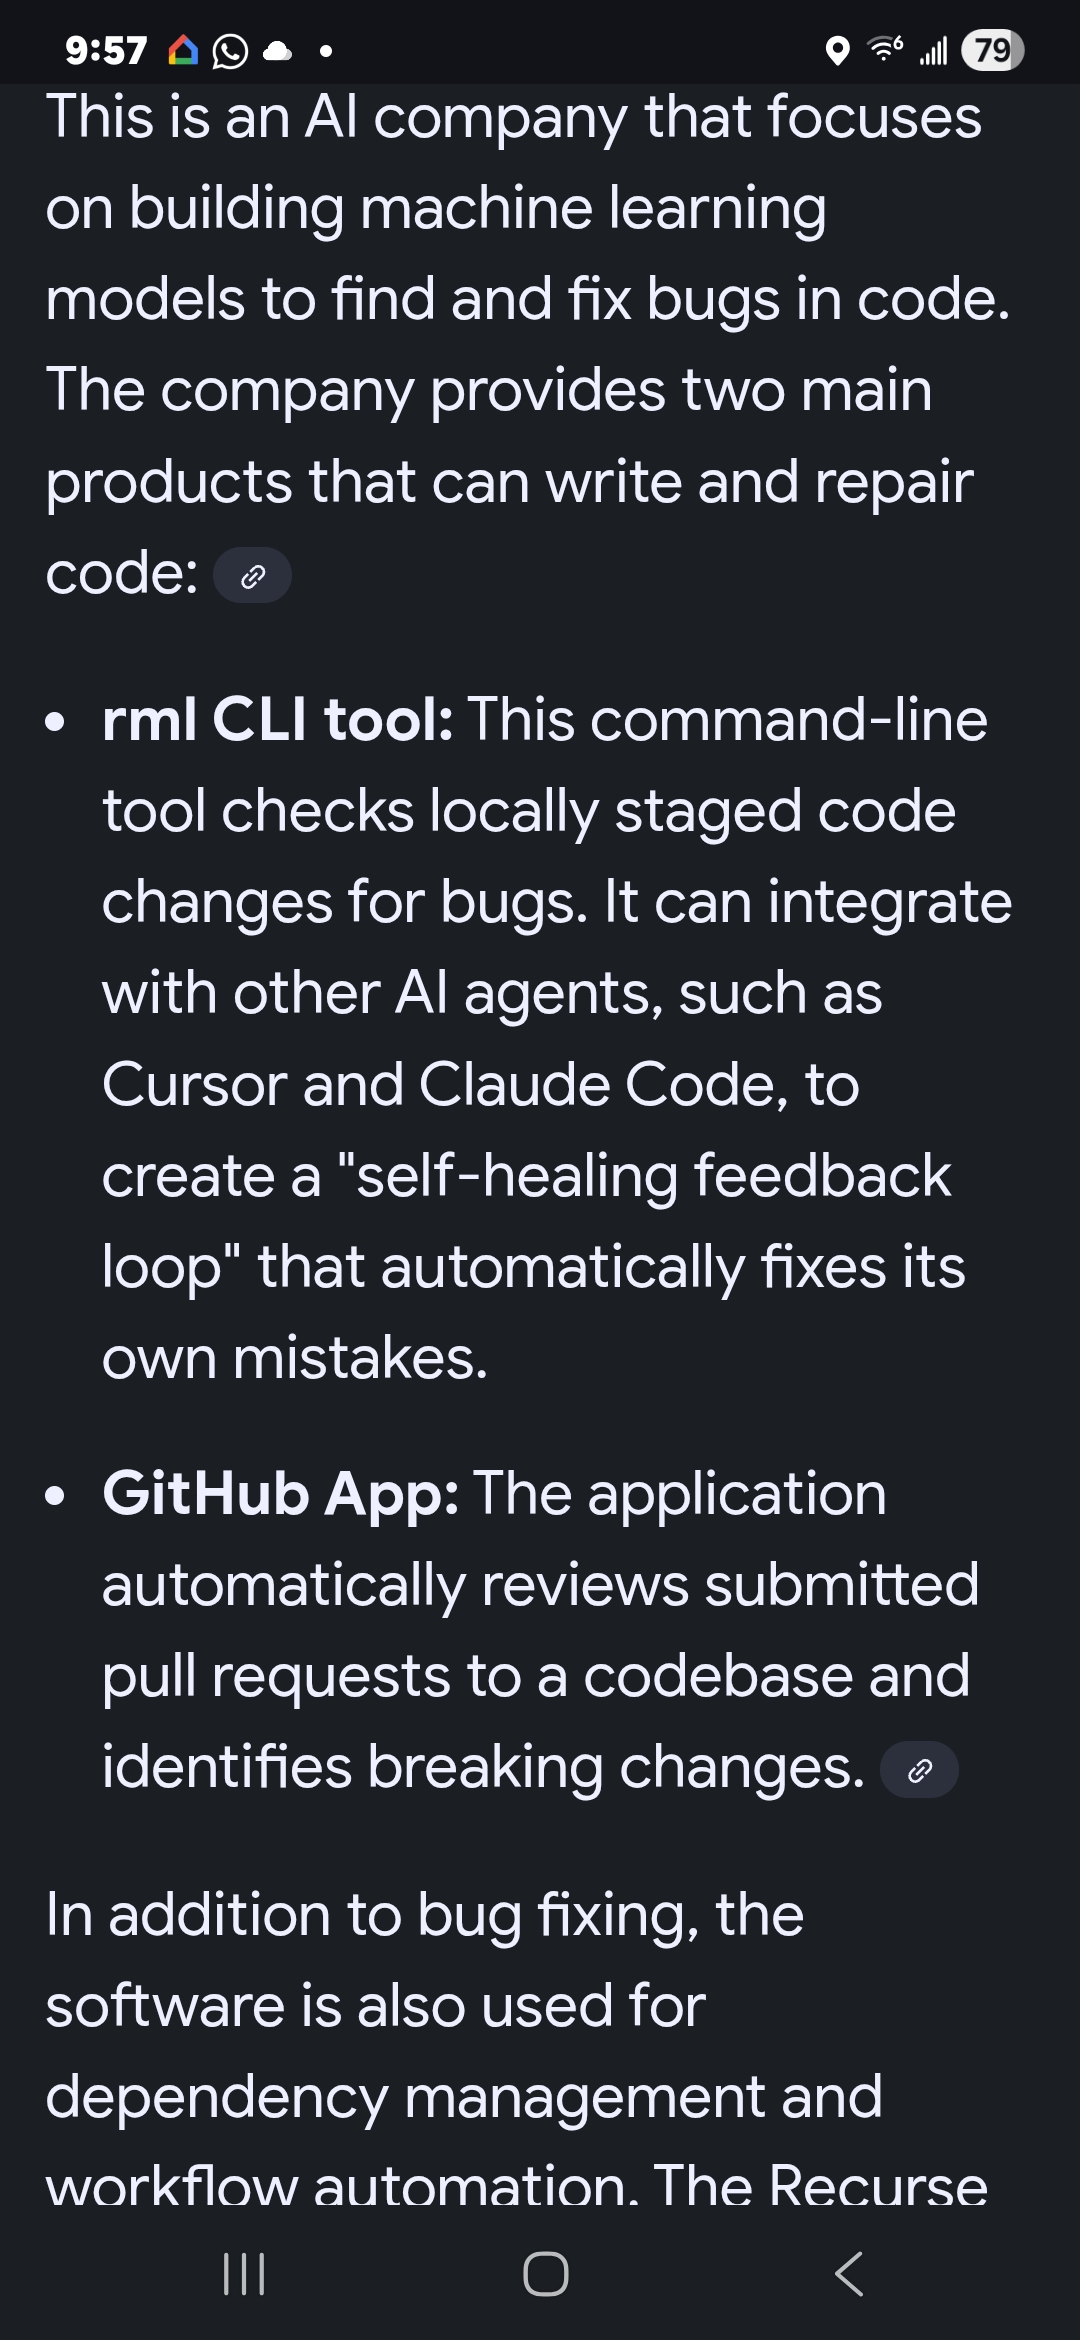 9:57
6
79
This is an AI company that focuses
on building machine learning
models to find and fix bugs in code.
The company provides two main
products that can write and repair
code:
• rml CLI tool: This command-line
tool checks locally staged code
changes for bugs. It can integrate
with other AI agents, such as
Cursor and Claude Code, to
create a "self-healing feedback
loop" that automatically fixes its
own mistakes.
• GitHub App: The application
automatically reviews submitted
pull requests to a codebase and
identifies breaking changes.
In addition to bug fixing, the
software is also used for
dependency management and
workflow automation. The Recurse